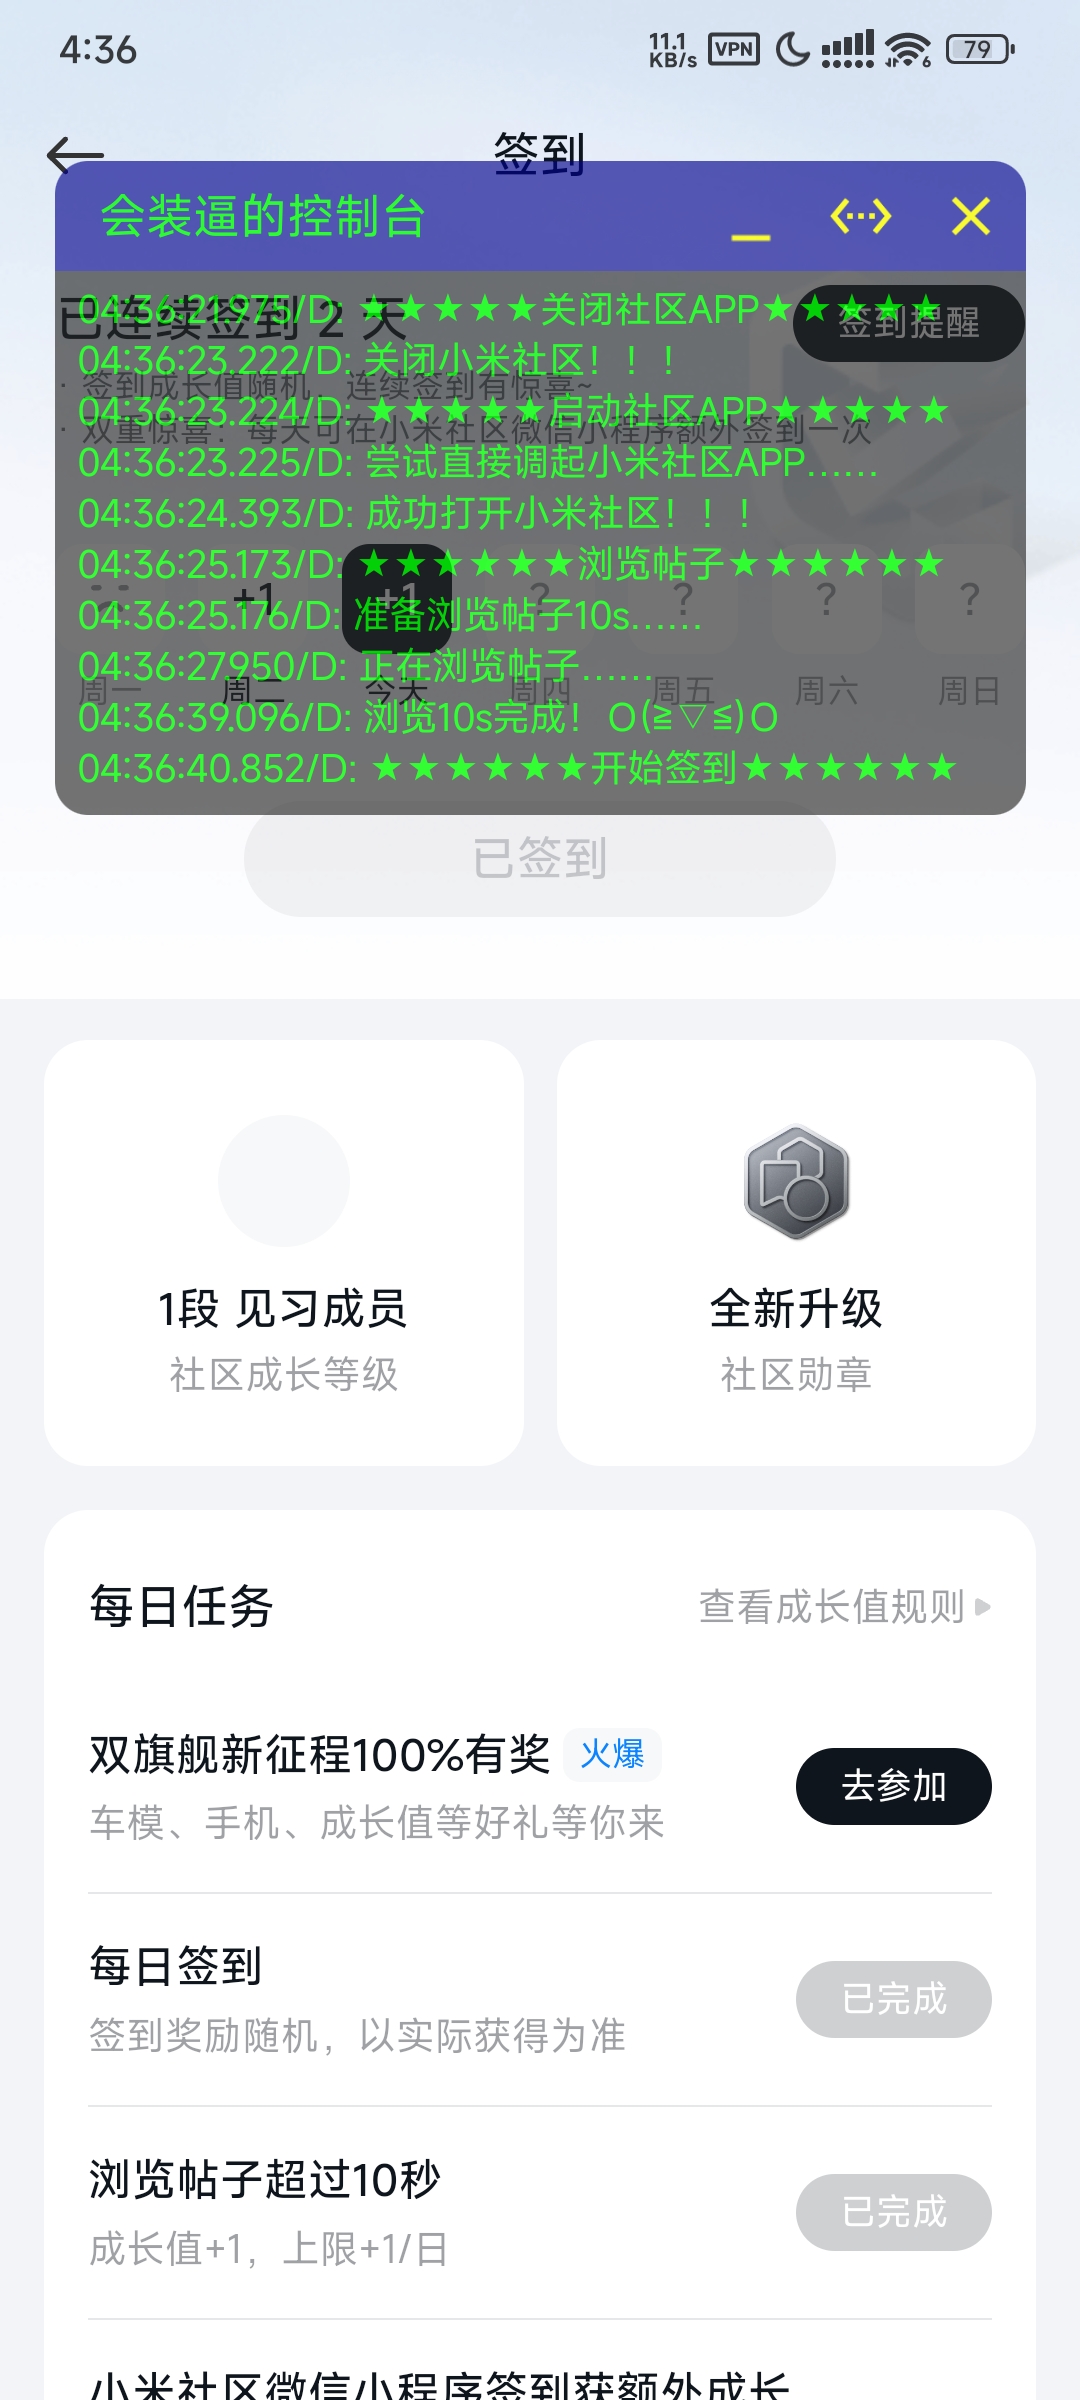 4:36
11.1 KB/s VPN 6 79
签到
会装逼的控制台
已连续签到 2 天
签到提醒
· 签到成长值随机，连续签到有惊喜~
· 双重惊喜：每天可在小米社区微信小程序额外签到一次
04:36:21.975/D: ★★★★★关闭社区APP★★★★★
04:36:23.222/D: 关闭小米社区！！！
04:36:23.224/D: ★★★★★启动社区APP★★★★★
04:36:23.225/D: 尝试直接调起小米社区APP......
04:36:24.393/D: 成功打开小米社区！！！
04:36:25.173/D: ★★★★★★浏览帖子★★★★★★
04:36:25.176/D: 准备浏览帖子10s......
04:36:27.950/D: 正在浏览帖子......
04:36:39.096/D: 浏览10s完成！ O(≧▽≦)O
04:36:40.852/D: ★★★★★★开始签到★★★★★★
+1 +1 ? ? ? ?
周一 周二 今天 周四 周五 周六 周日
已签到
1段 见习成员
社区成长等级
全新升级
社区勋章
每日任务
查看成长值规则
双旗舰新征程100%有奖 火爆
车模、手机、成长值等好礼等你来
去参加
每日签到
签到奖励随机，以实际获得为准
已完成
浏览帖子超过10秒
成长值+1，上限+1/日
已完成
小米社区微信小程序签到获额外成长